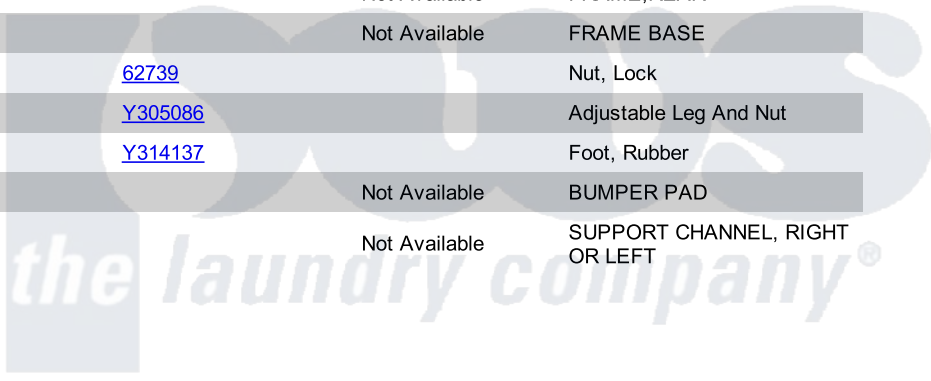 Not Available FRAME BASE
62739 Nut, Lock
Y305086 Adjustable Leg And Nut
Y314137 Foot, Rubber
Not Available BUMPER PAD
Not Available SUPPORT CHANNEL, RIGHT
OR LEFT
pws
the laundry company®